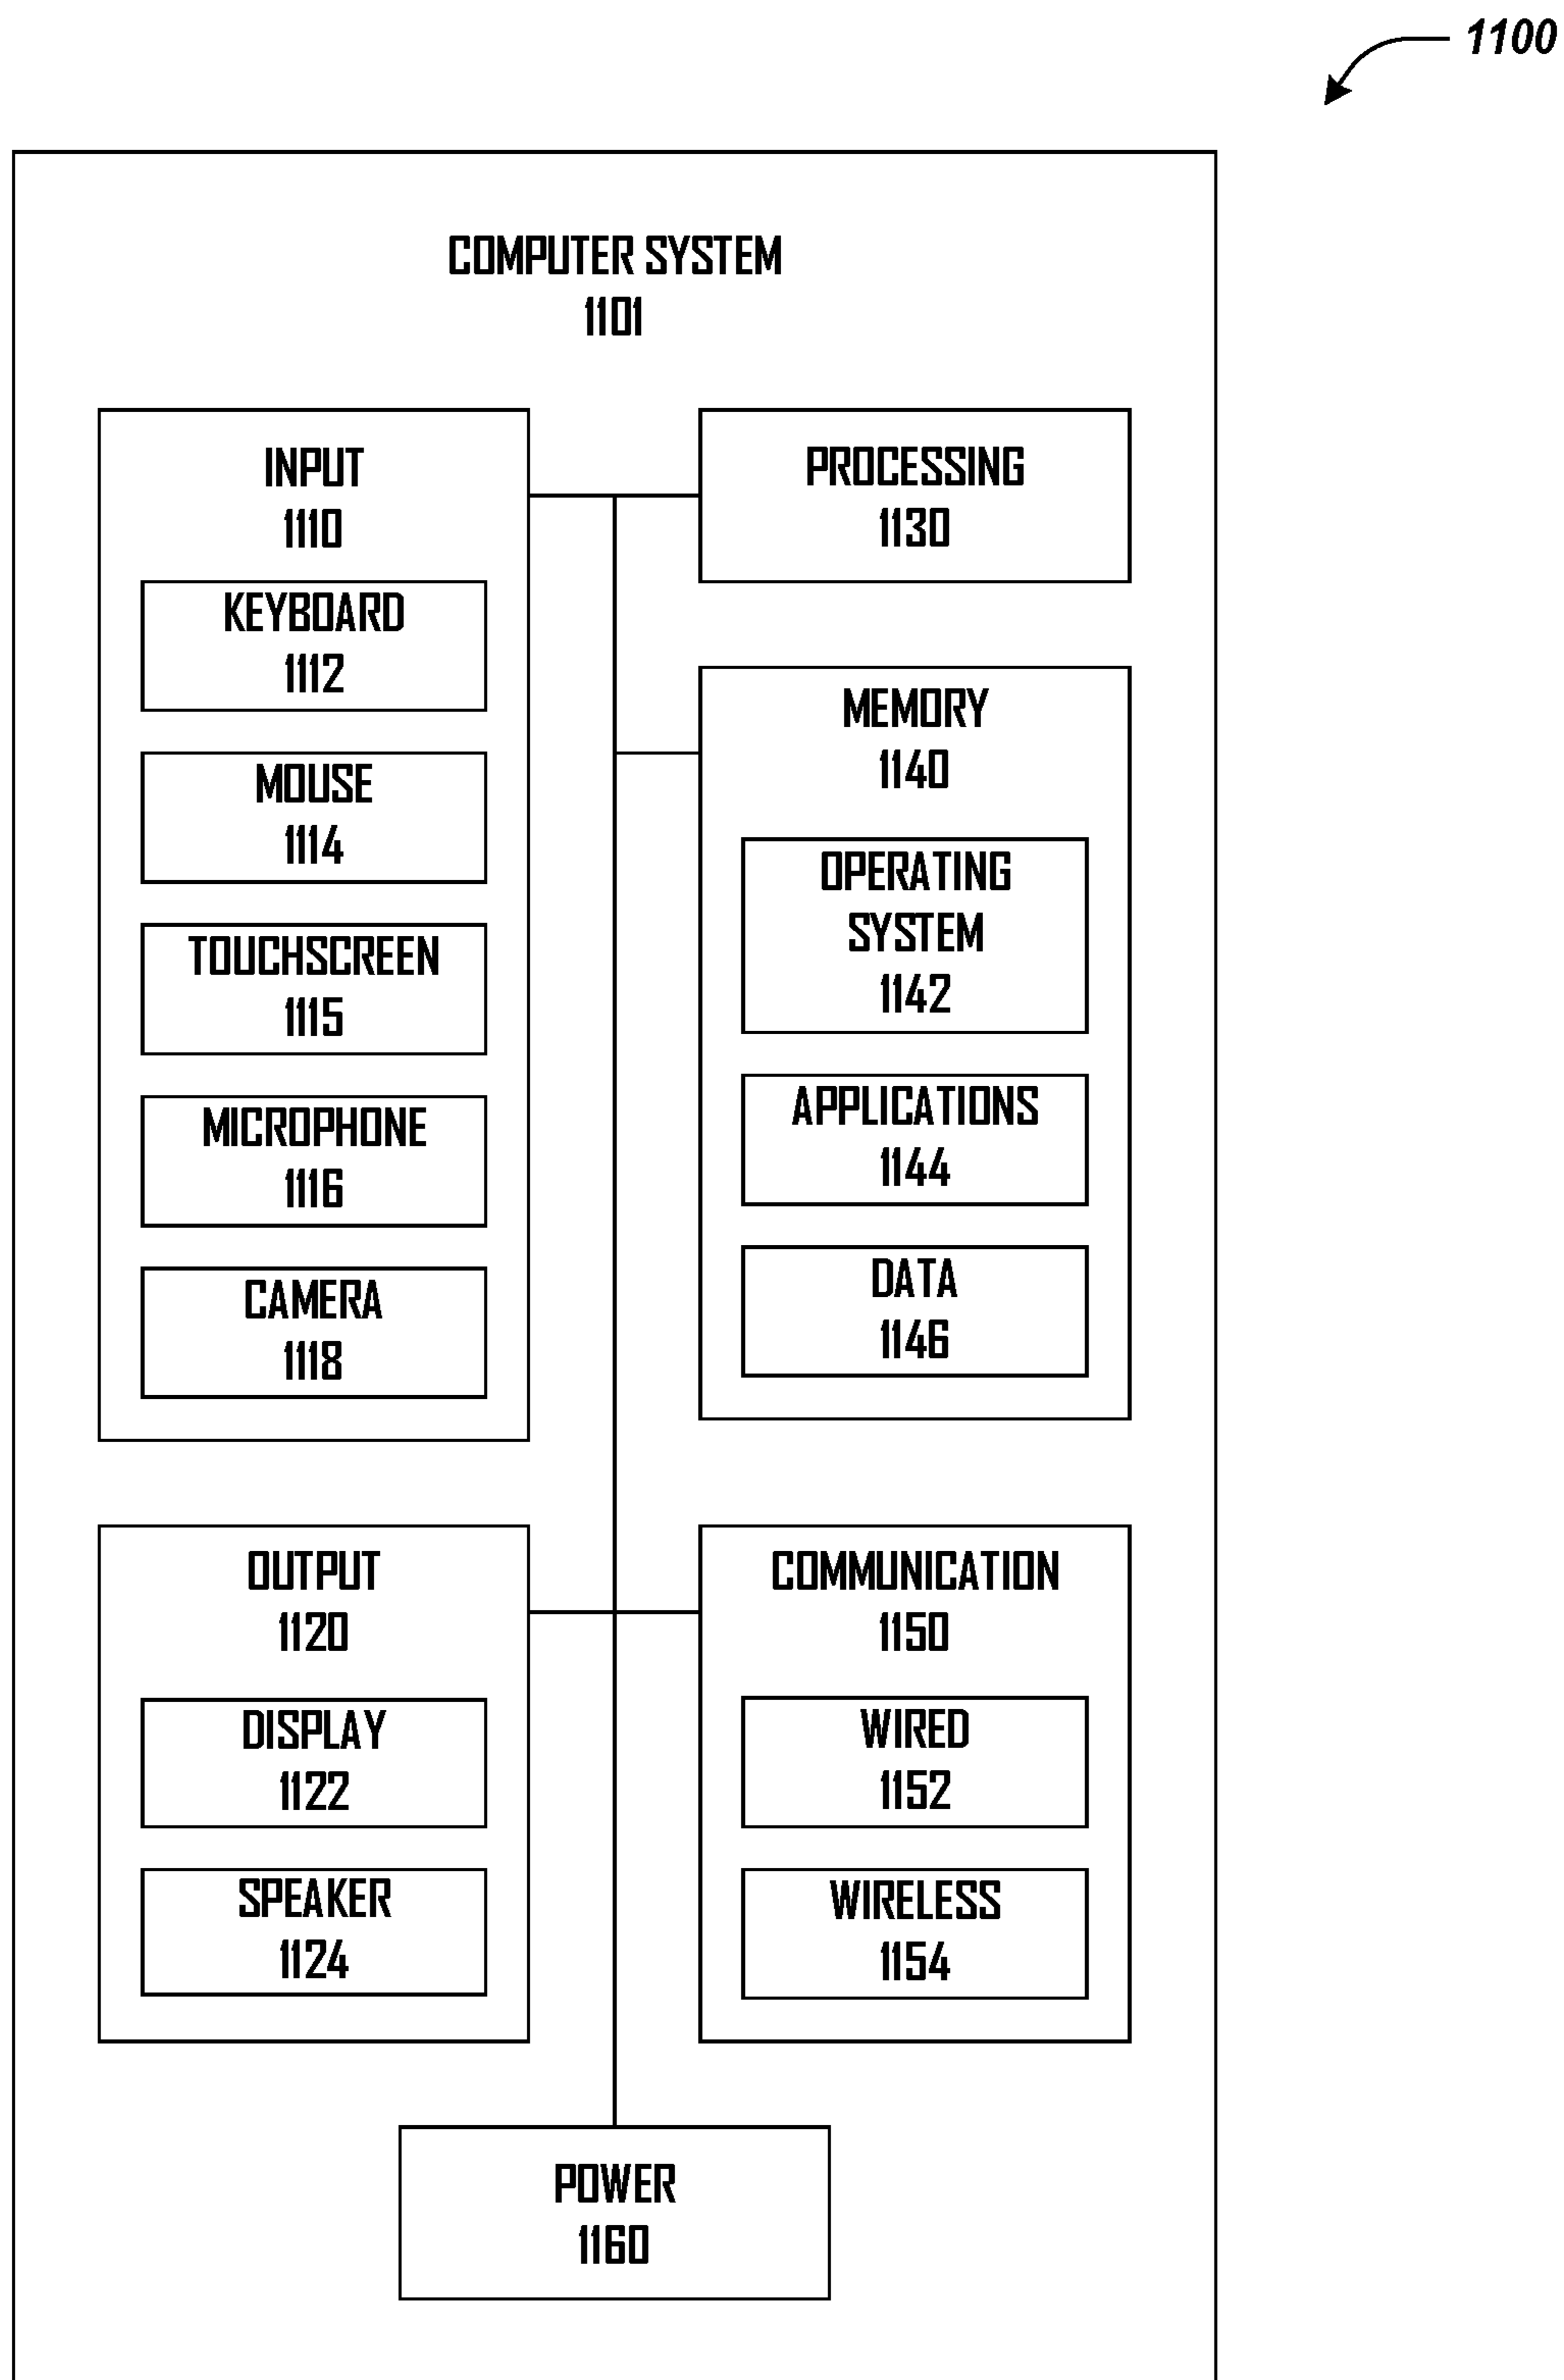 1100
COMPUTER SYSTEM
1101
INPUT
1110
KEYBOARD
1112
MOUSE
1114
TOUCHSCREEN
1115
MICROPHONE
1116
CAMERA
1118
PROCESSING
1130
MEMORY
1140
OPERATING
SYSTEM
1142
APPLICATIONS
1144
DATA
1146
OUTPUT
1120
DISPLAY
1122
SPEAKER
1124
COMMUNICATION
1150
WIRED
1152
WIRELESS
1154
POWER
1160